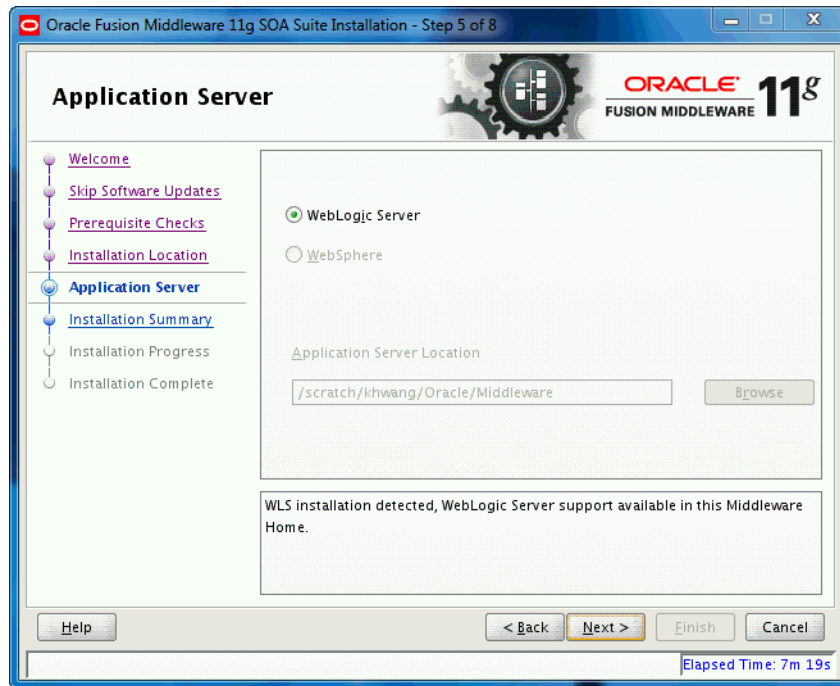 Oracle Fusion Middleware 11g SOA Suite Installation - Step 5 of 8
Application Server
ORACLE
FUSION MIDDLEWARE 11g
Welcome
Skip Software Updates
Prerequisite Checks
Installation Location
Application Server
Installation Summary
Installation Progress
Installation Complete
WebLogic Server
WebSphere
Application Server Location
/scratch/khwang/Oracle/Middleware
Browse
WLS installation detected, WebLogic Server support available in this Middleware
Home.
Help
< Back
Next >
Finish
Cancel
Elapsed Time: 7m 19s